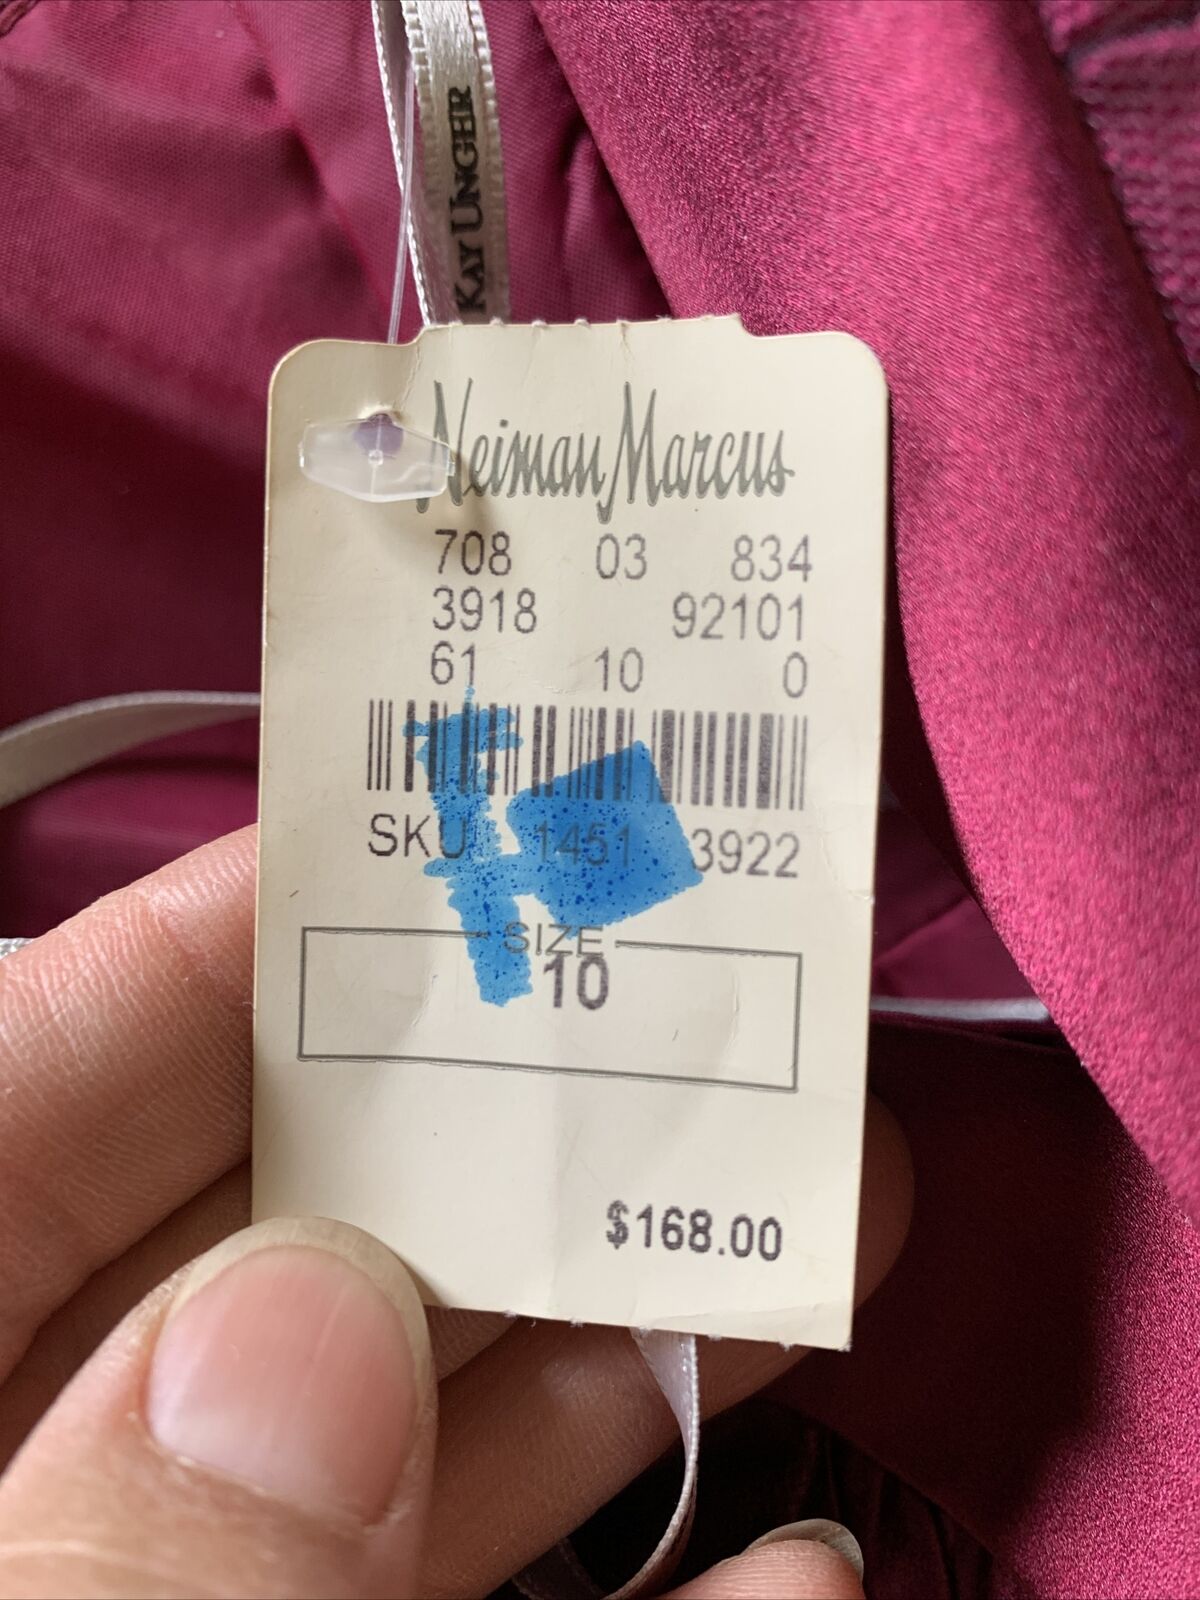 KAY UNGER
Neiman Marcus
708 03 834
3918 92101
61 10 0
SKU 1451 3922
SIZE
10
$168.00